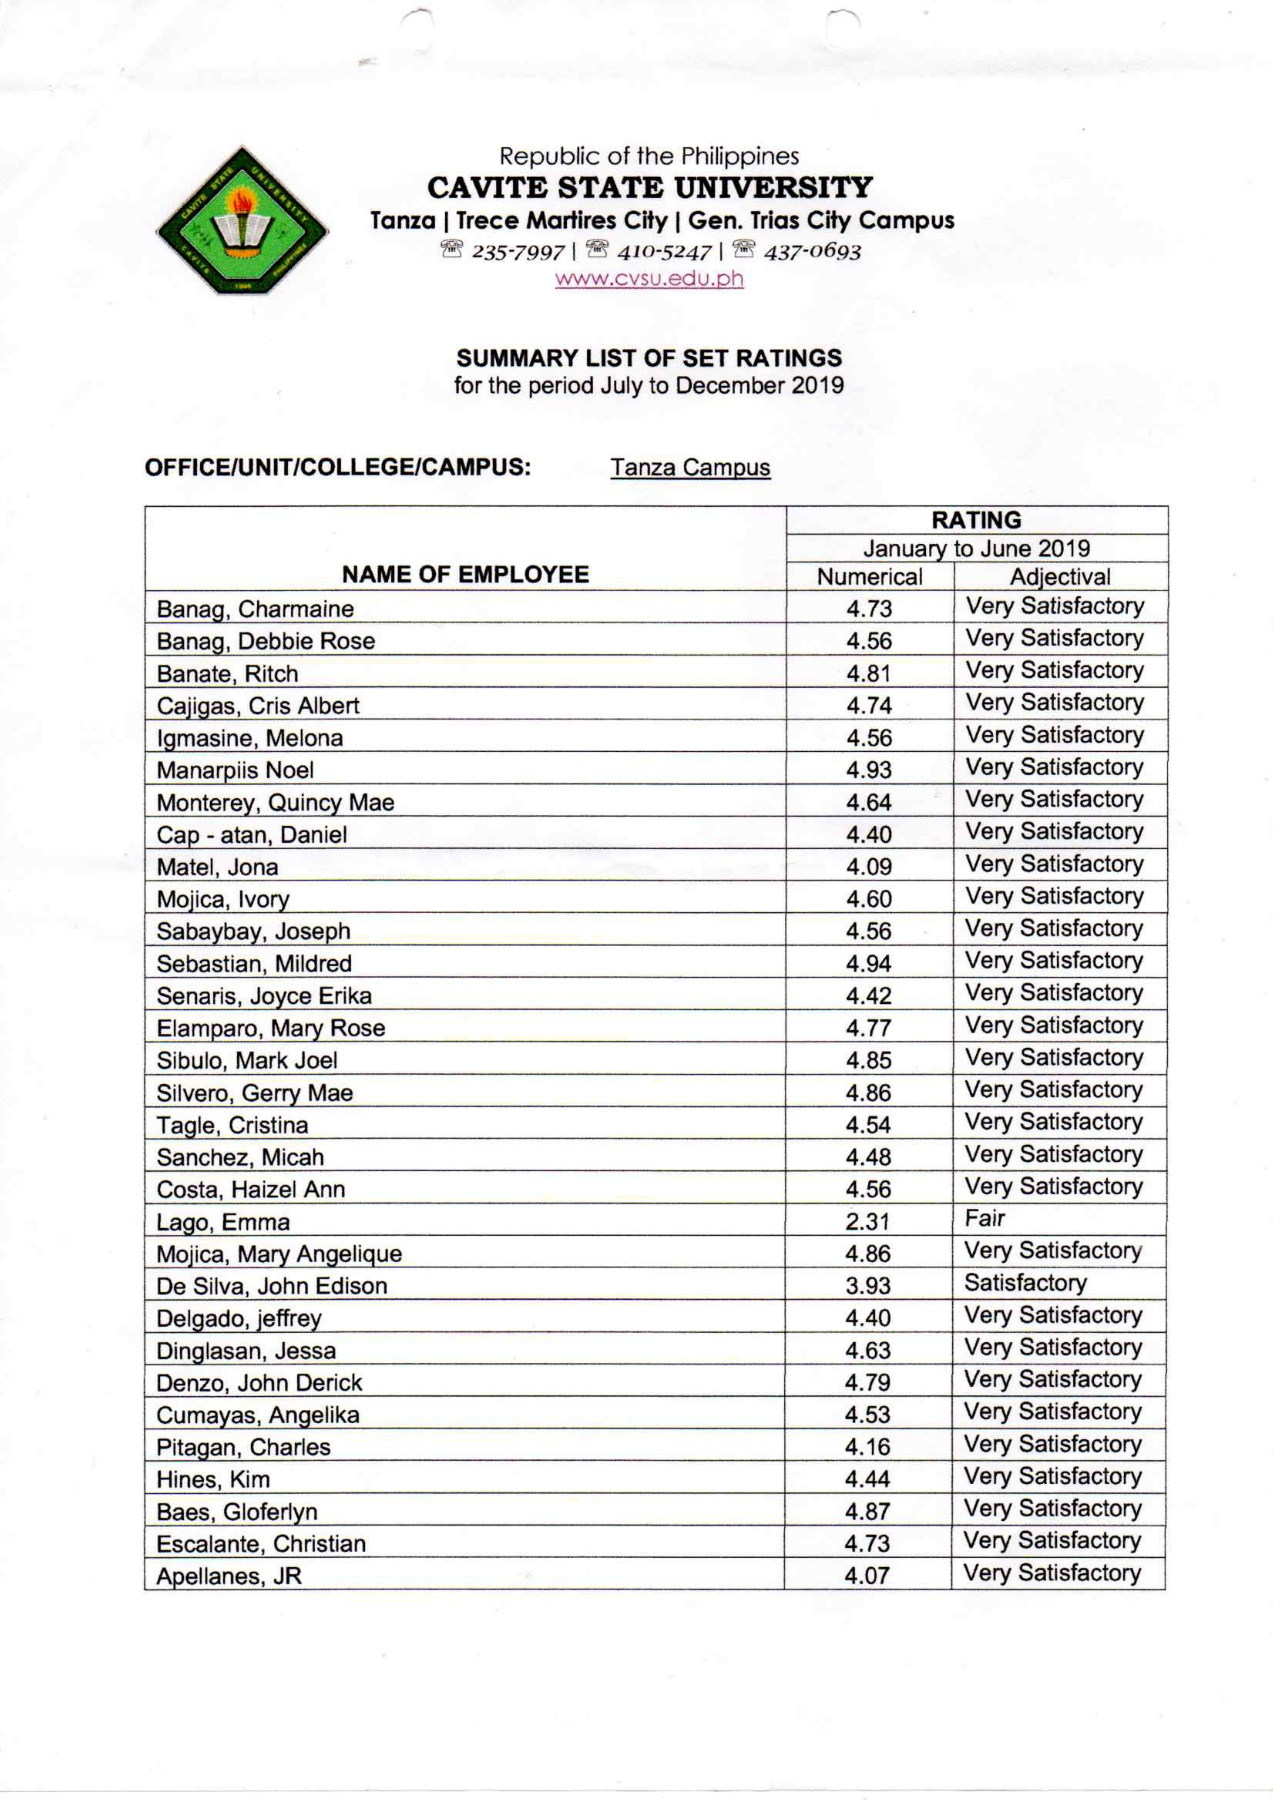 Republic of the Philippines
CAVITE STATE UNIVERSITY
Tanza | Trece Martires City | Gen. Trias City Campus
☎ 235-7997 | ☎ 410-5247 | ☎ 437-0693
www.cvsu.edu.ph
CAVITE STATE UNIVERSITY
CAVITE 1906 PHILIPPINES
SUMMARY LIST OF SET RATINGS
for the period July to December 2019
OFFICE/UNIT/COLLEGE/CAMPUS: Tanza Campus
RATING
January to June 2019
NAME OF EMPLOYEE Numerical Adjectival
Banag, Charmaine 4.73 Very Satisfactory
Banag, Debbie Rose 4.56 Very Satisfactory
Banate, Ritch 4.81 Very Satisfactory
Cajigas, Cris Albert 4.74 Very Satisfactory
Igmasine, Melona 4.56 Very Satisfactory
Manarpiis Noel 4.93 Very Satisfactory
Monterey, Quincy Mae 4.64 Very Satisfactory
Cap - atan, Daniel 4.40 Very Satisfactory
Matel, Jona 4.09 Very Satisfactory
Mojica, Ivory 4.60 Very Satisfactory
Sabaybay, Joseph 4.56 Very Satisfactory
Sebastian, Mildred 4.94 Very Satisfactory
Senaris, Joyce Erika 4.42 Very Satisfactory
Elamparo, Mary Rose 4.77 Very Satisfactory
Sibulo, Mark Joel 4.85 Very Satisfactory
Silvero, Gerry Mae 4.86 Very Satisfactory
Tagle, Cristina 4.54 Very Satisfactory
Sanchez, Micah 4.48 Very Satisfactory
Costa, Haizel Ann 4.56 Very Satisfactory
Lago, Emma 2.31 Fair
Mojica, Mary Angelique 4.86 Very Satisfactory
De Silva, John Edison 3.93 Satisfactory
Delgado, jeffrey 4.40 Very Satisfactory
Dinglasan, Jessa 4.63 Very Satisfactory
Denzo, John Derick 4.79 Very Satisfactory
Cumayas, Angelika 4.53 Very Satisfactory
Pitagan, Charles 4.16 Very Satisfactory
Hines, Kim 4.44 Very Satisfactory
Baes, Gloferlyn 4.87 Very Satisfactory
Escalante, Christian 4.73 Very Satisfactory
Apellanes, JR 4.07 Very Satisfactory